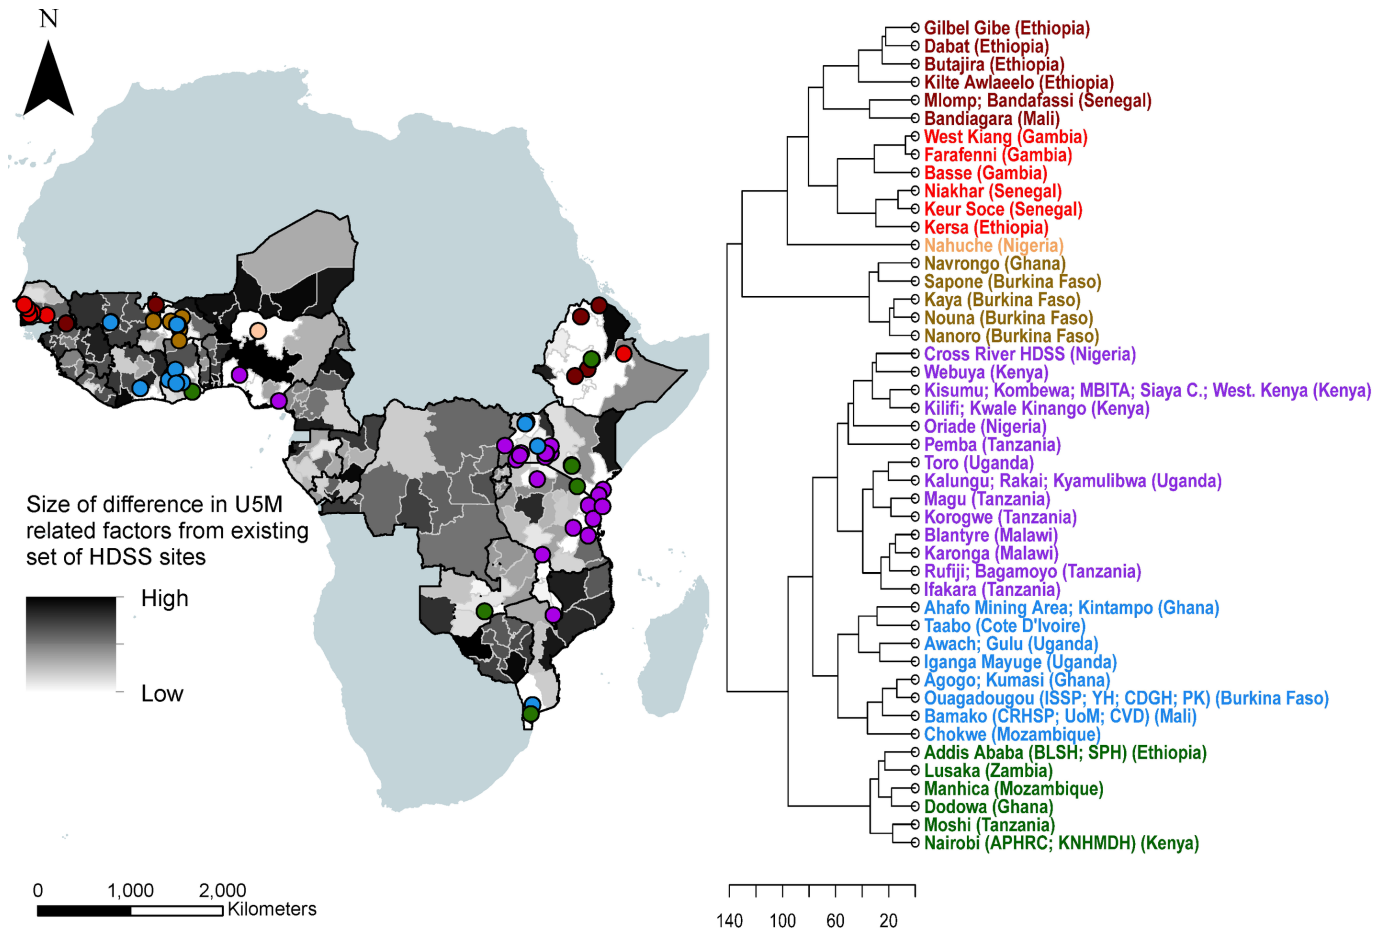 N
Size of difference in U5M
related factors from existing
set of HDSS sites
High
Low
0 1,000 2,000
Kilometers
Gilbel Gibe (Ethiopia)
Dabat (Ethiopia)
Butajira (Ethiopia)
Kilte Awlaeelo (Ethiopia)
Mlomp; Bandafassi (Senegal)
Bandiagara (Mali)
West Kiang (Gambia)
Farafenni (Gambia)
Basse (Gambia)
Niakhar (Senegal)
Keur Soce (Senegal)
Kersa (Ethiopia)
Nahuche (Nigeria)
Navrongo (Ghana)
Sapone (Burkina Faso)
Kaya (Burkina Faso)
Nouna (Burkina Faso)
Nanoro (Burkina Faso)
Cross River HDSS (Nigeria)
Webuya (Kenya)
Kisumu; Kombewa; MBITA; Siaya C.; West. Kenya (Kenya)
Kilifi; Kwale Kinango (Kenya)
Oriade (Nigeria)
Pemba (Tanzania)
Toro (Uganda)
Kalungu; Rakai; Kyamulibwa (Uganda)
Magu (Tanzania)
Korogwe (Tanzania)
Blantyre (Malawi)
Karonga (Malawi)
Rufiji; Bagamoyo (Tanzania)
Ifakara (Tanzania)
Ahafo Mining Area; Kintampo (Ghana)
Taabo (Cote D'Ivoire)
Awach; Gulu (Uganda)
Iganga Mayuge (Uganda)
Agogo; Kumasi (Ghana)
Ouagadougou (ISSP; YH; CDGH; PK) (Burkina Faso)
Bamako (CRHSP; UoM; CVD) (Mali)
Chokwe (Mozambique)
Addis Ababa (BLSH; SPH) (Ethiopia)
Lusaka (Zambia)
Manhica (Mozambique)
Dodowa (Ghana)
Moshi (Tanzania)
Nairobi (APHRC; KNHMDH) (Kenya)
140 100 60 20